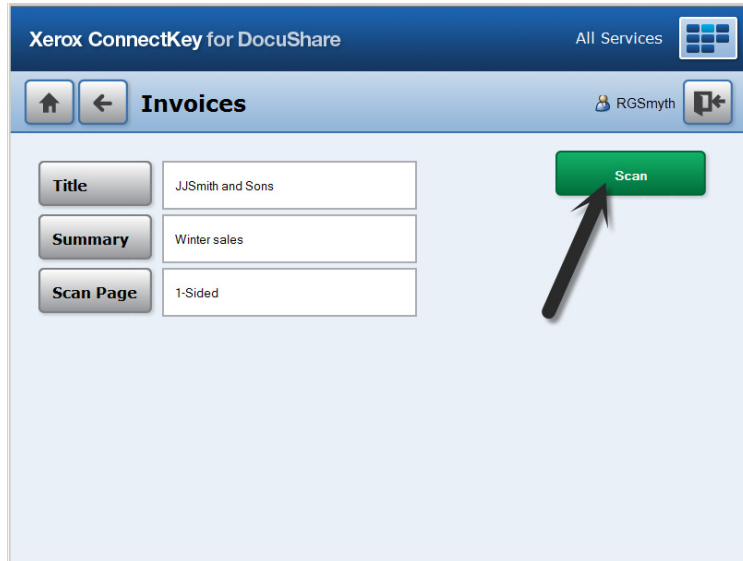 Xerox ConnectKey for DocuShare
All Services
Invoices
RGSmyth
Title
JJSmith and Sons
Scan
Summary
Winter sales
Scan Page
1-Sided